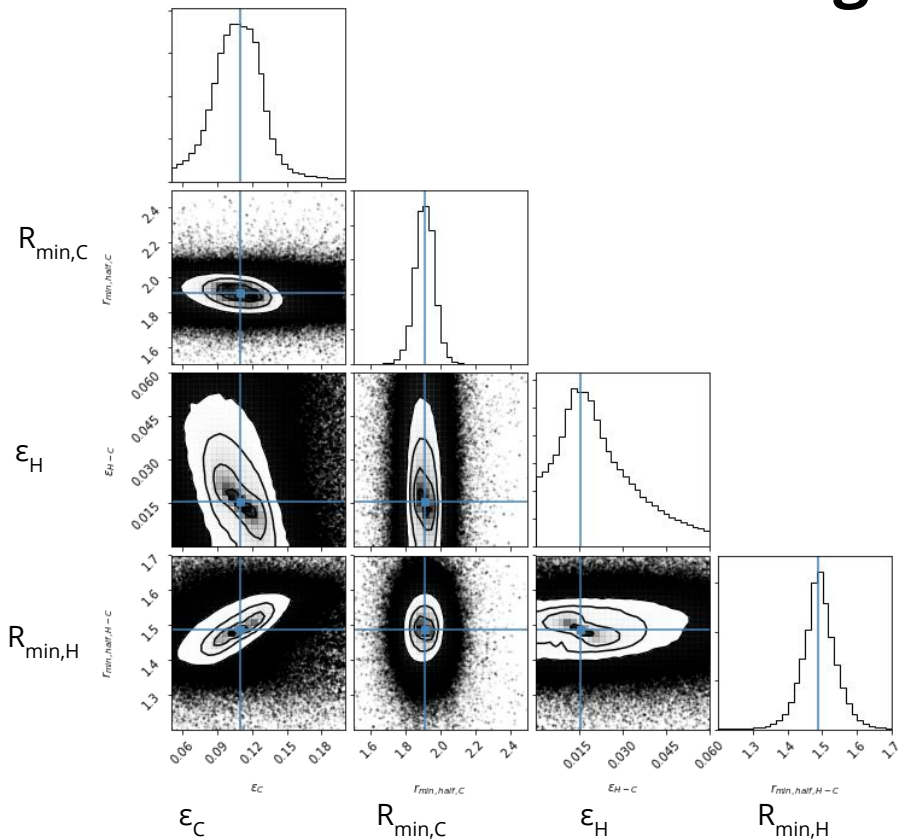 g
2.4
2.2
2.0
1.8
1.6
R_min,C
r_min,half,C
0.060
0.045
0.030
0.015
ε_H
ε_H−C
1.7
1.6
1.5
1.4
1.3
R_min,H
r_min,half,H−C
0.06 0.09 0.12 0.15 0.18
1.6 1.8 2.0 2.2 2.4
0.015 0.030 0.045 0.060
1.3 1.4 1.5 1.6 1.7
ε_C r_min,half,C ε_H−C r_min,half,H−C
ε_C R_min,C ε_H R_min,H